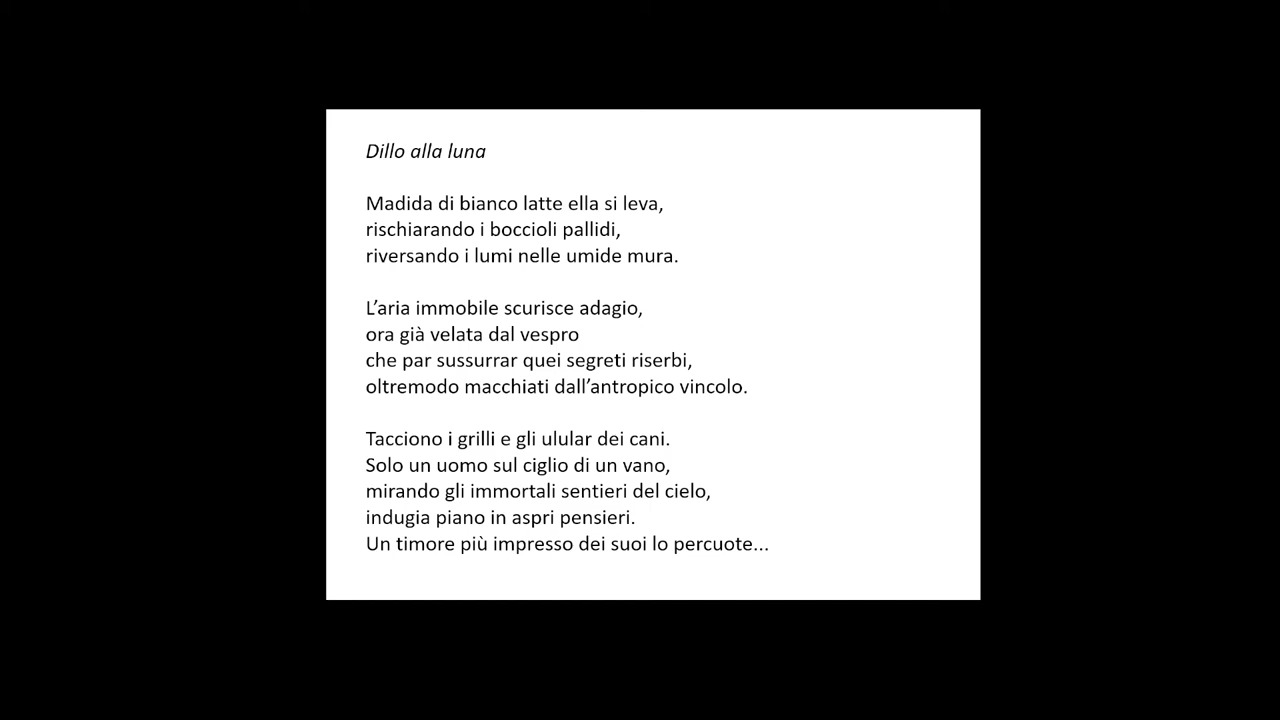 Dillo alla luna
Madida di bianco latte ella si leva,
rischiarando i boccioli pallidi,
riversando i lumi nelle umide mura.
L’aria immobile scurisce adagio,
ora già velata dal vespro
che par sussurrar quei segreti riserbi,
oltremodo macchiati dall’antropico vincolo.
Tacciono i grilli e gli ulular dei cani.
Solo un uomo sul ciglio di un vano,
mirando gli immortali sentieri del cielo,
indugia piano in aspri pensieri.
Un timore più impresso dei suoi lo percuote...